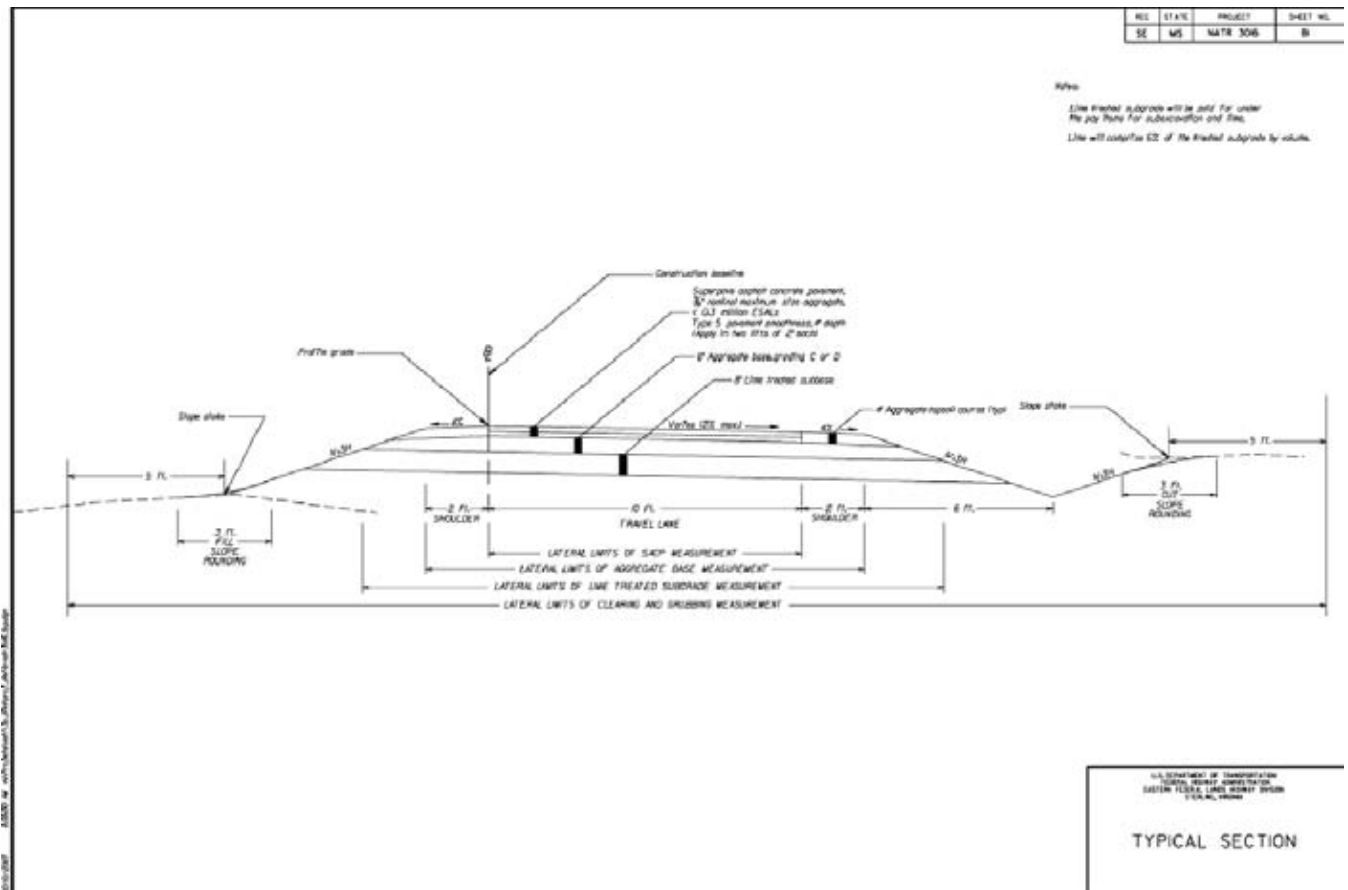 REG STATE PROJECT SHEET NO.
SE MS NATR 3016
Notes:
Lime treated subgrade will be paid for under
the pay items for subexcavation and lime.
Lime will comprise of the treated subgrade by volume.
Construction baseline
Superpave asphalt concrete pavement,
nominal maximum size aggregate,
million ESALs
Type 5 pavement smoothness, depth
(Apply in two lifts of 2" each)
Profile grade
Aggregate base, grading C or D
8" Lime treated subbase
Slope stake
Varies (2% max)
Aggregate-topsoil course (typ)
Slope stake
5 ft.
5 ft.
3 ft.
FILL
SLOPE
ROUNDING
2 ft.
SHOULDER
10 ft.
TRAVEL LANE
2 ft.
SHOULDER
6 ft.
3 ft.
CUT
SLOPE
ROUNDING
LATERAL LIMITS OF SACP MEASUREMENT
LATERAL LIMITS OF AGGREGATE BASE MEASUREMENT
LATERAL LIMITS OF LIME TREATED SUBGRADE MEASUREMENT
LATERAL LIMITS OF CLEARING AND GRUBBING MEASUREMENT
U.S. DEPARTMENT OF TRANSPORTATION
FEDERAL HIGHWAY ADMINISTRATION
EASTERN FEDERAL LANDS HIGHWAY DIVISION
STERLING, VIRGINIA
TYPICAL SECTION